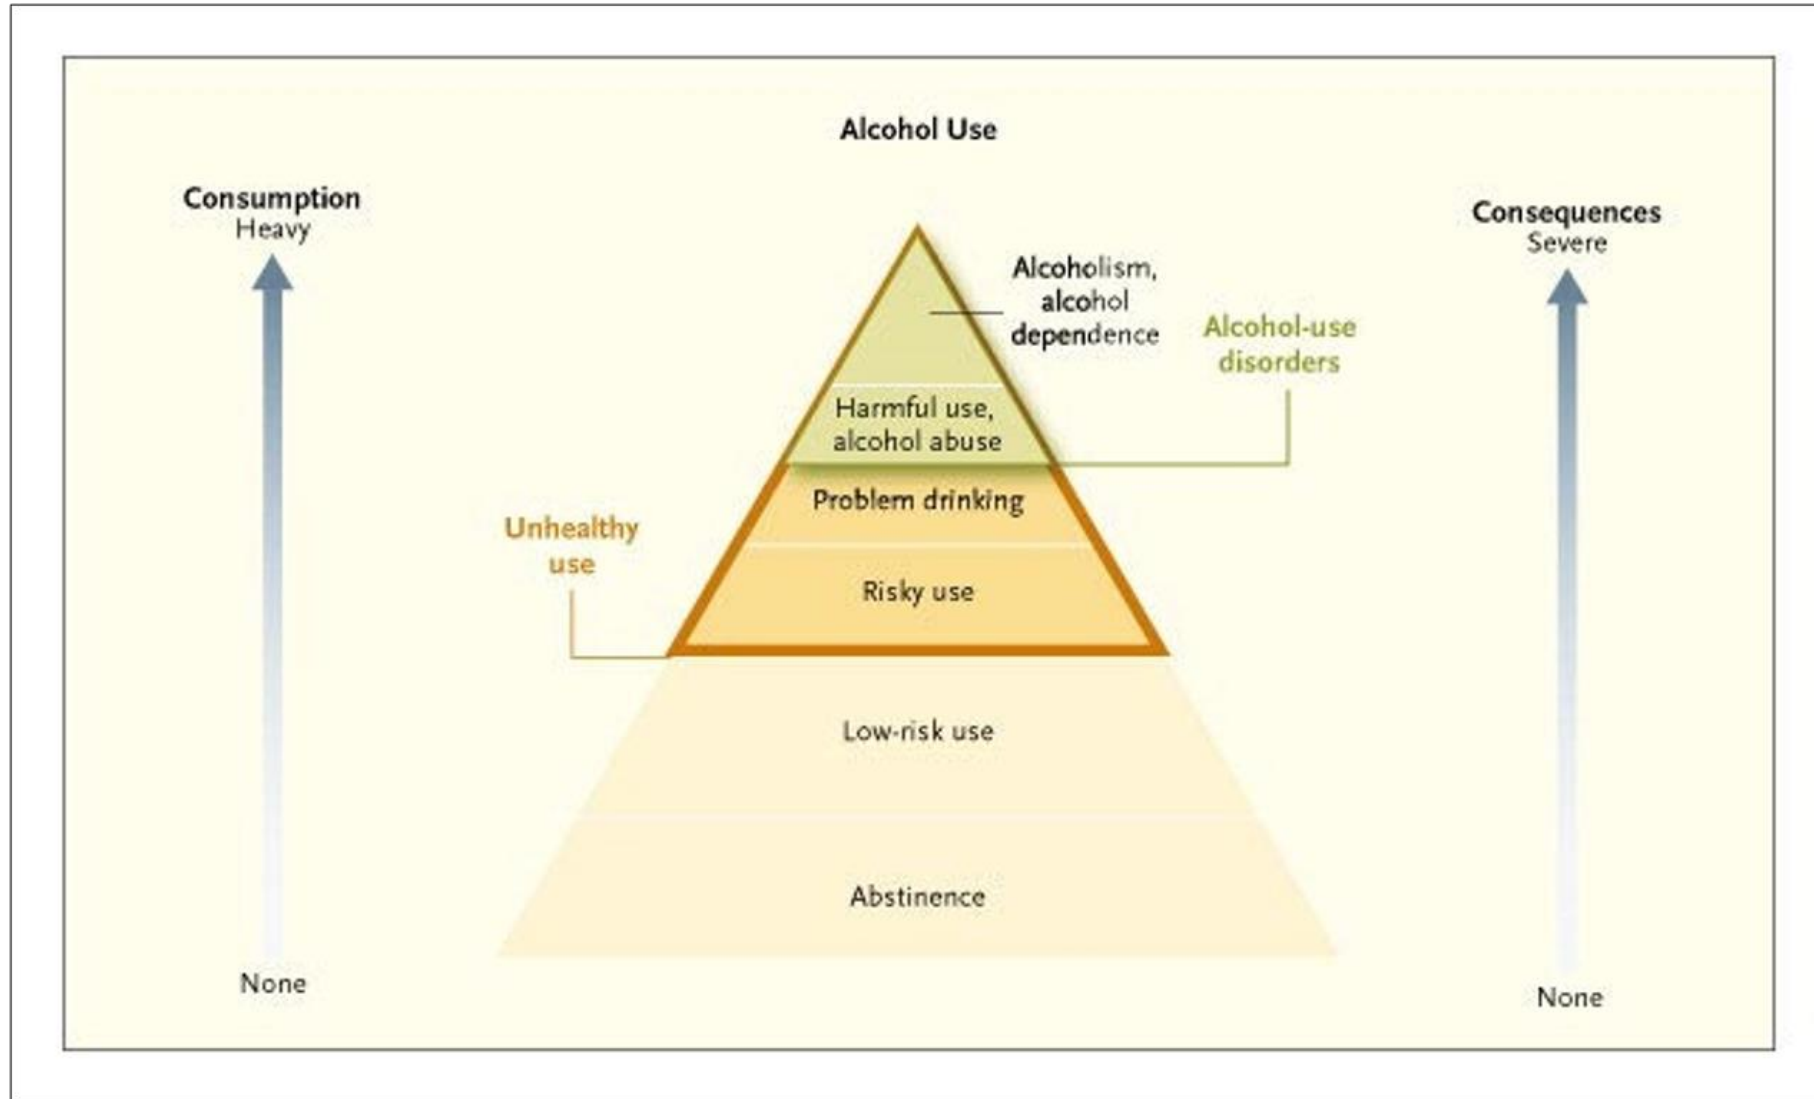 Alcohol Use
Consumption
Heavy
Consequences
Severe
Alcoholism,
alcohol
dependence
Alcohol-use
disorders
Harmful use,
alcohol abuse
Problem drinking
Unhealthy
use
Risky use
Low-risk use
Abstinence
None
None